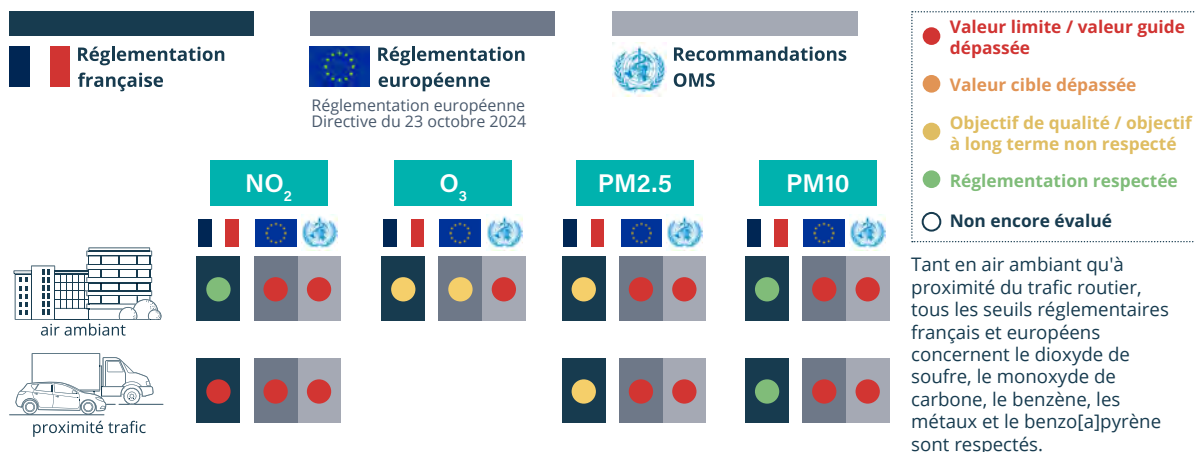 Réglementation
française
Réglementation
européenne
Réglementation européenne
Directive du 23 octobre 2024
Recommandations
OMS
Valeur limite / valeur guide
dépassée
Valeur cible dépassée
Objectif de qualité / objectif
à long terme non respecté
Réglementation respectée
Non encore évalué
NO2
O3
PM2.5
PM10
air ambiant
proximité trafic
Tant en air ambiant qu'à
proximité du trafic routier,
tous les seuils réglementaires
français et européens
concernent le dioxyde de
soufre, le monoxyde de
carbone, le benzène, les
métaux et le benzo[a]pyrène
sont respectés.